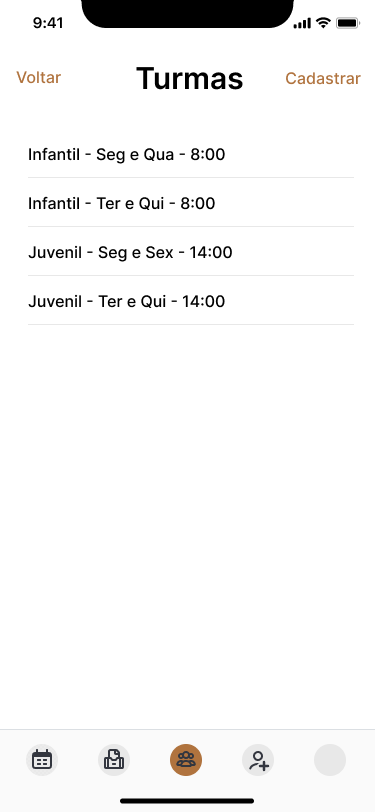 9:41
Voltar
Turmas
Cadastrar
Infantil - Seg e Qua - 8:00
Infantil - Ter e Qui - 8:00
Juvenil - Seg e Sex - 14:00
Juvenil - Ter e Qui - 14:00